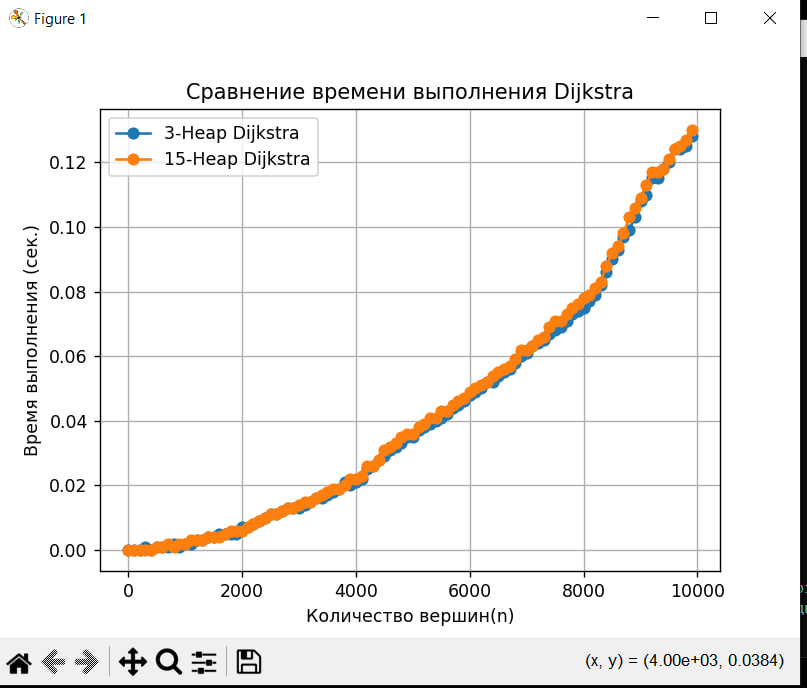 Figure 1
Сравнение времени выполнения Dijkstra
3-Heap Dijkstra
15-Heap Dijkstra
0.12
0.10
0.08
0.06
0.04
0.02
0.00
Время выполнения (сек.)
0 2000 4000 6000 8000 10000
Количество вершин(n)
(x, y) = (4.00e+03, 0.0384)